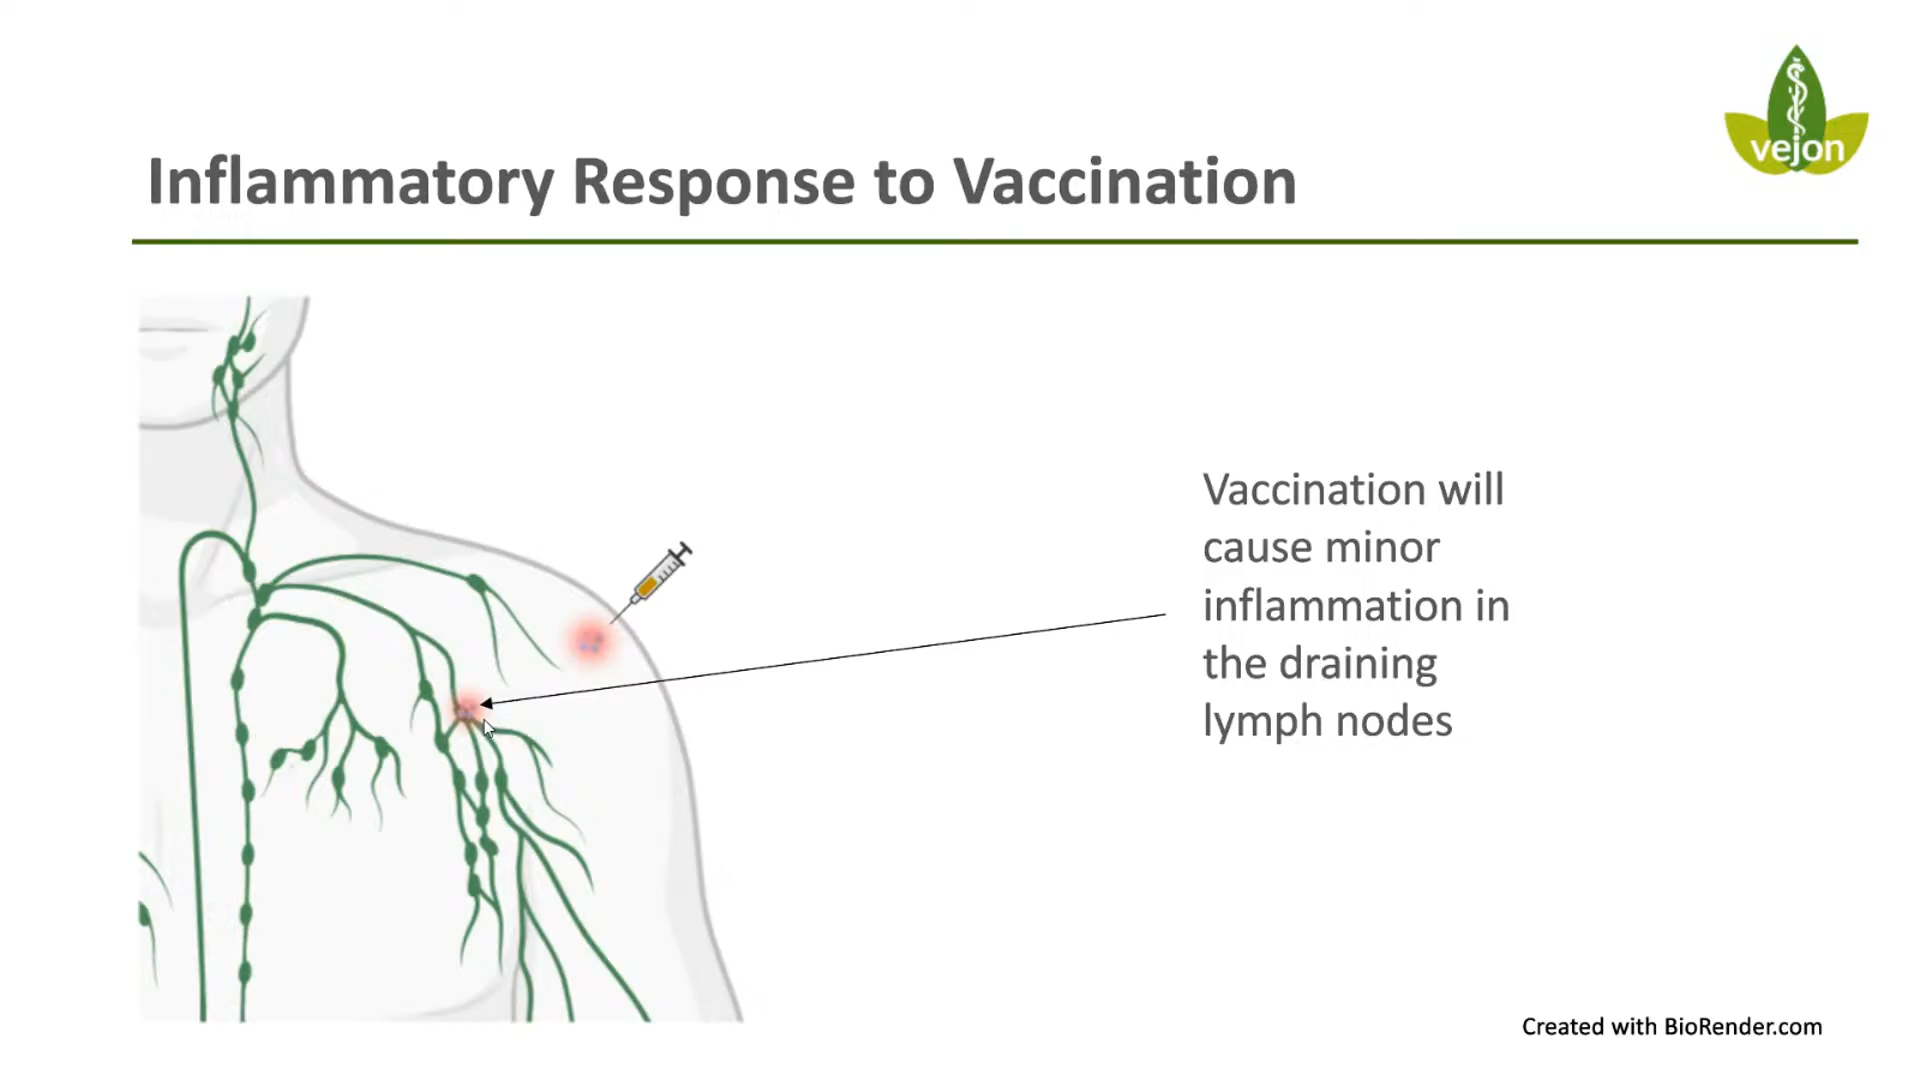 vejon
Inflammatory Response to Vaccination
Vaccination will
cause minor
inflammation in
the draining
lymph nodes
Created with BioRender.com